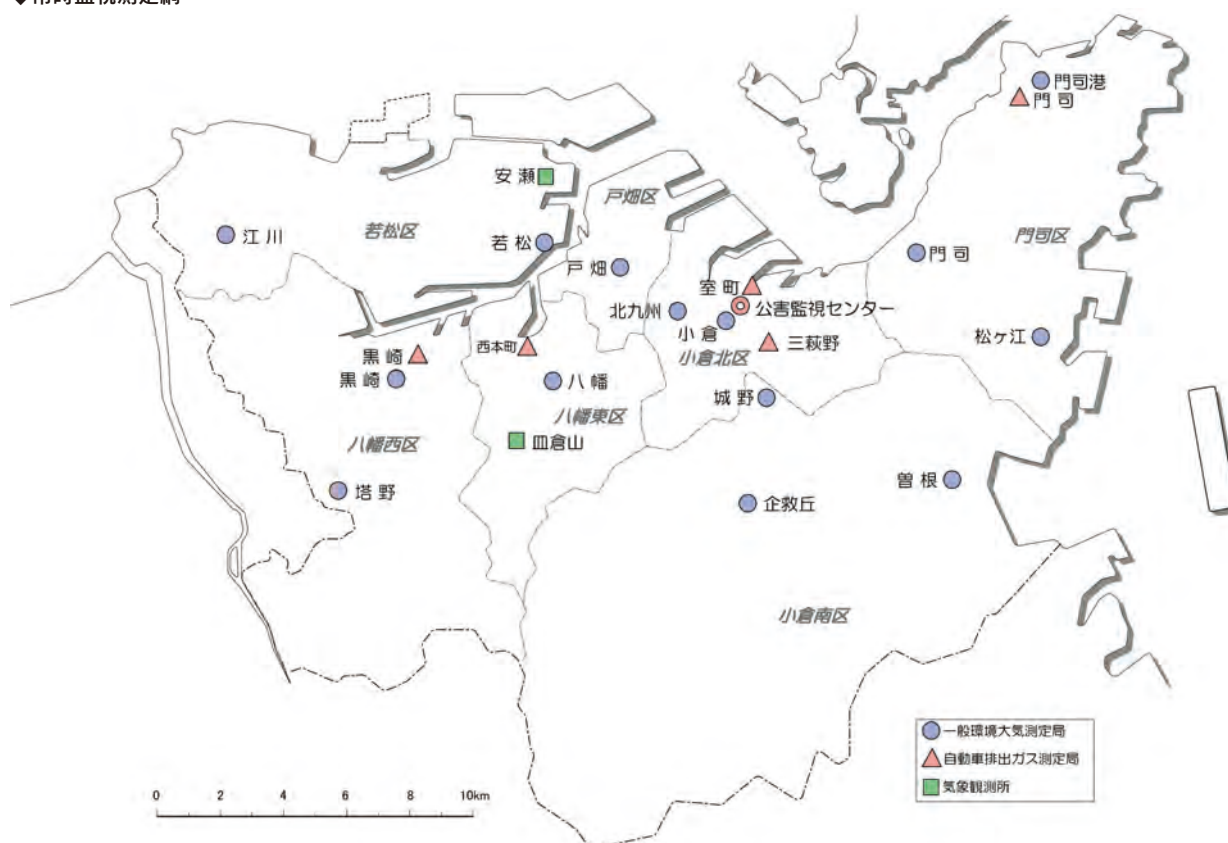 門司港
門 司
安 瀬
戸畑区
江 川
若松区
若 松
門司区
門 司
戸 畑
室 町
北九州
公害監視センター
小 倉
松ヶ江
三萩野
西本町
黒 崎
小倉北区
黒 崎
八 幡
城 野
八幡東区
八幡西区
皿倉山
曽 根
塔 野
企救丘
小倉南区
一般環境大気測定局
自動車排出ガス測定局
気象観測所
0 2 4 6 8 10km